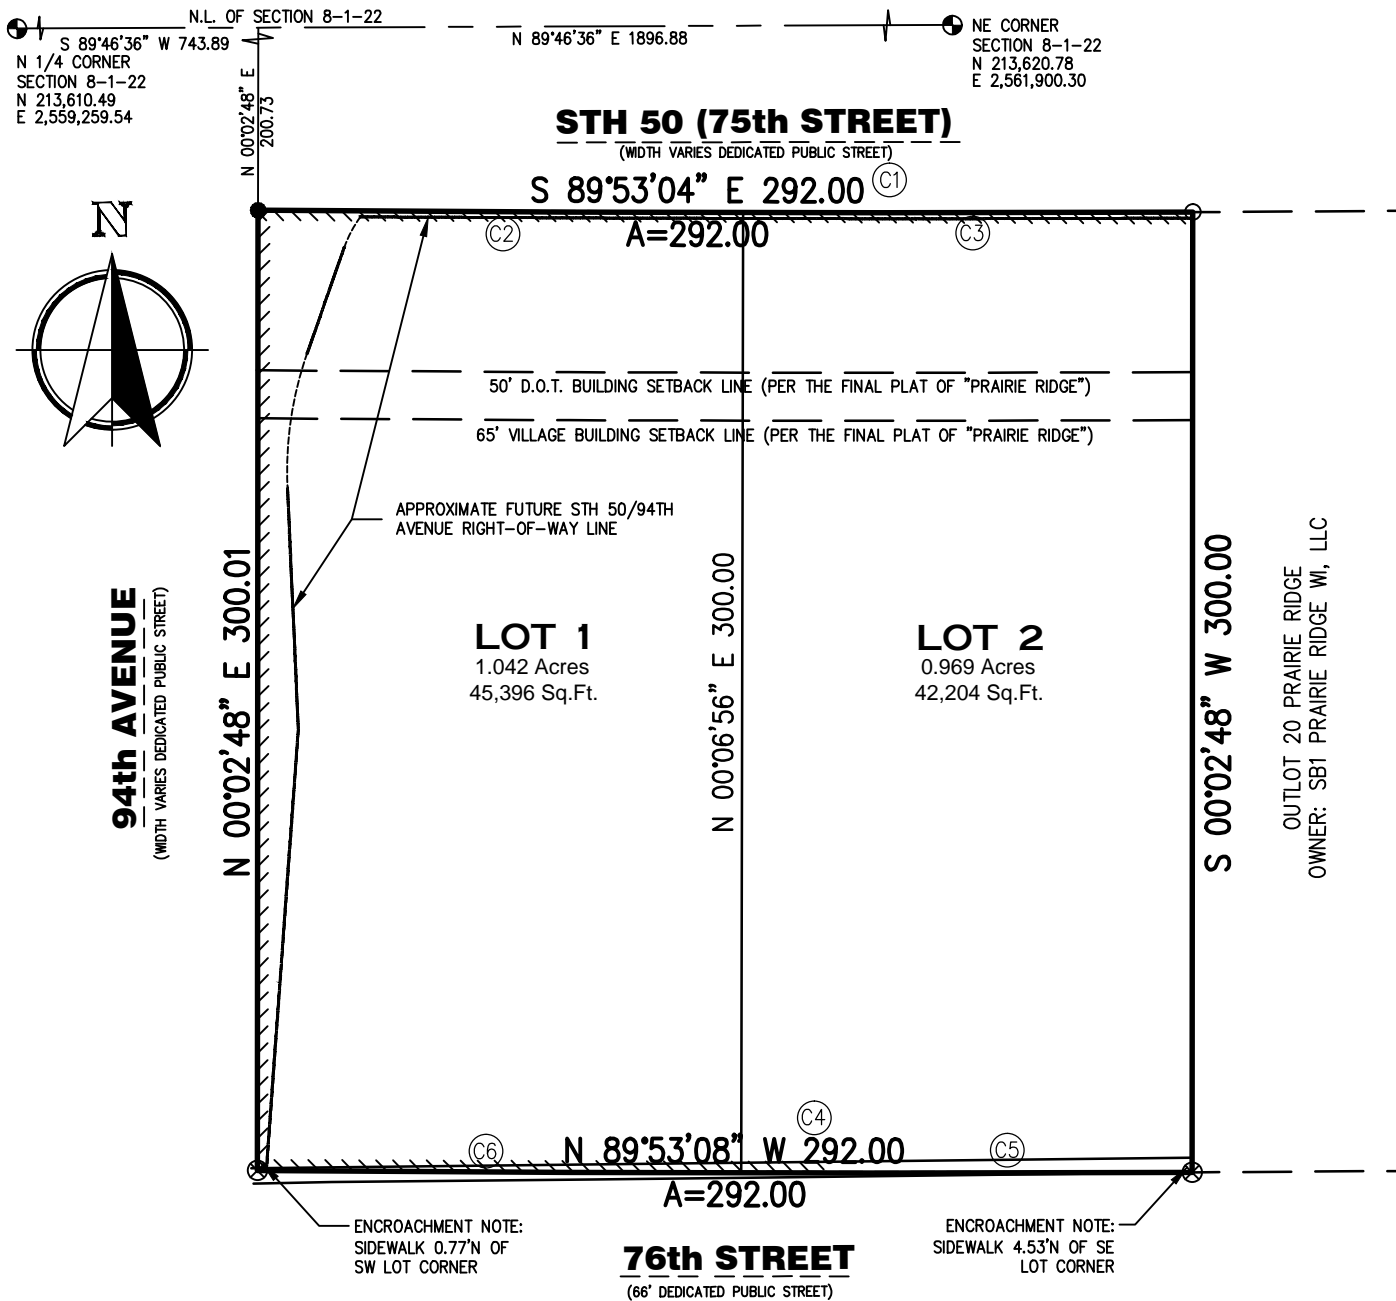 N.L. OF SECTION 8-1-22
S 89°46'36" W 743.89
N 89°46'36" E 1896.88
N 1/4 CORNER
SECTION 8-1-22
N 213,610.49
E 2,559,259.54
NE CORNER
SECTION 8-1-22
N 213,620.78
E 2,561,900.30
N 00°02'48" E
200.73
STH 50 (75th STREET)
(WIDTH VARIES DEDICATED PUBLIC STREET)
S 89°53'04" E 292.00
C1
A=292.00
C2
C3
N
50' D.O.T. BUILDING SETBACK LINE (PER THE FINAL PLAT OF "PRAIRIE RIDGE")
65' VILLAGE BUILDING SETBACK LINE (PER THE FINAL PLAT OF "PRAIRIE RIDGE")
APPROXIMATE FUTURE STH 50/94TH
AVENUE RIGHT-OF-WAY LINE
94th AVENUE
(WIDTH VARIES DEDICATED PUBLIC STREET)
N 00°02'48" E 300.01
LOT 1
1.042 Acres
45,396 Sq.Ft.
N 00°06'56" E 300.00
LOT 2
0.969 Acres
42,204 Sq.Ft.
S 00°02'48" W 300.00
OUTLOT 20 PRAIRIE RIDGE
OWNER: SB1 PRAIRIE RIDGE WI, LLC
C4
C6
N 89°53'08" W 292.00
C5
A=292.00
ENCROACHMENT NOTE:
SIDEWALK 0.77'N OF
SW LOT CORNER
ENCROACHMENT NOTE:
SIDEWALK 4.53'N OF SE
LOT CORNER
76th STREET
(66' DEDICATED PUBLIC STREET)